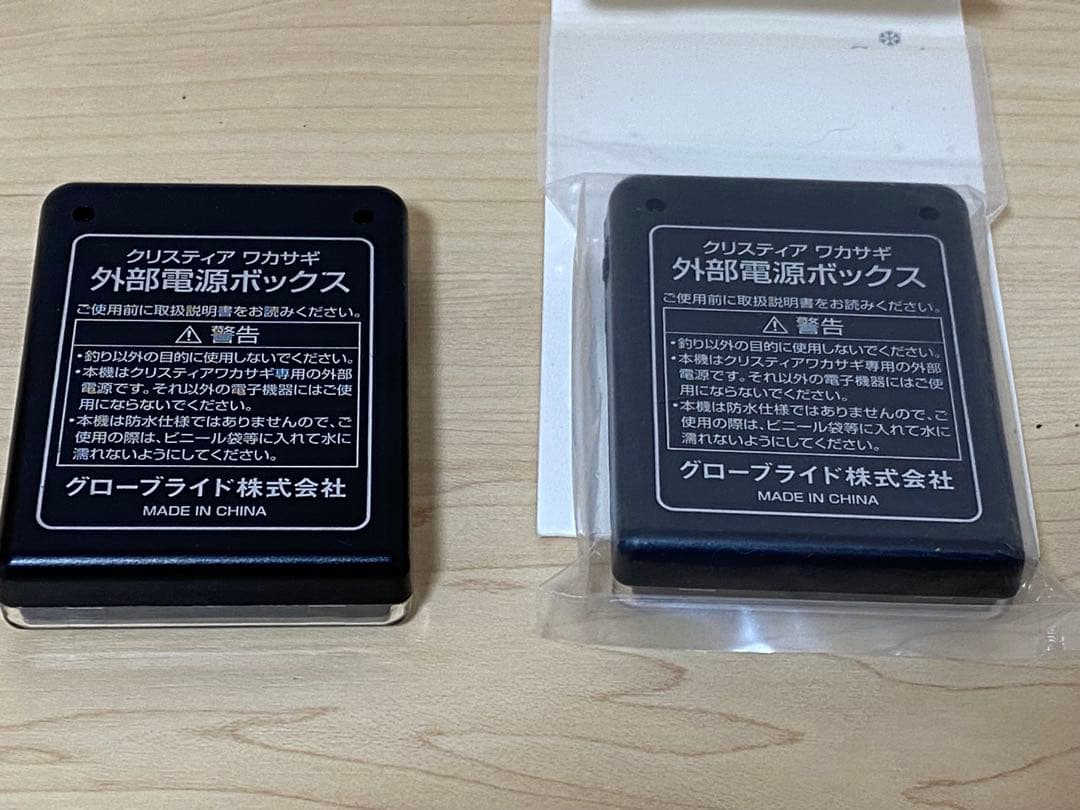 クリスティア ワカサギ
外部電源ボックス
ご使用前に取扱説明書をお読みください。
⚠ 警告
・釣り以外の目的に使用しないでください。
・本機はクリスティアワカサギ専用の外部
電源です。それ以外の電子機器にはご使
用にならないでください。
・本機は防水仕様ではありませんので、ご
使用の際は、ビニール袋等に入れて水に
濡れないようにしてください。
グローブライド株式会社
MADE IN CHINA
クリスティア ワカサギ
外部電源ボックス
ご使用前に取扱説明書をお読みください。
⚠ 警告
・釣り以外の目的に使用しないでください。
・本機はクリスティアワカサギ専用の外部
電源です。それ以外の電子機器にはご使
用にならないでください。
・本機は防水仕様ではありませんので、ご
使用の際は、ビニール袋等に入れて水に
濡れないようにしてください。
グローブライド株式会社
MADE IN CHINA